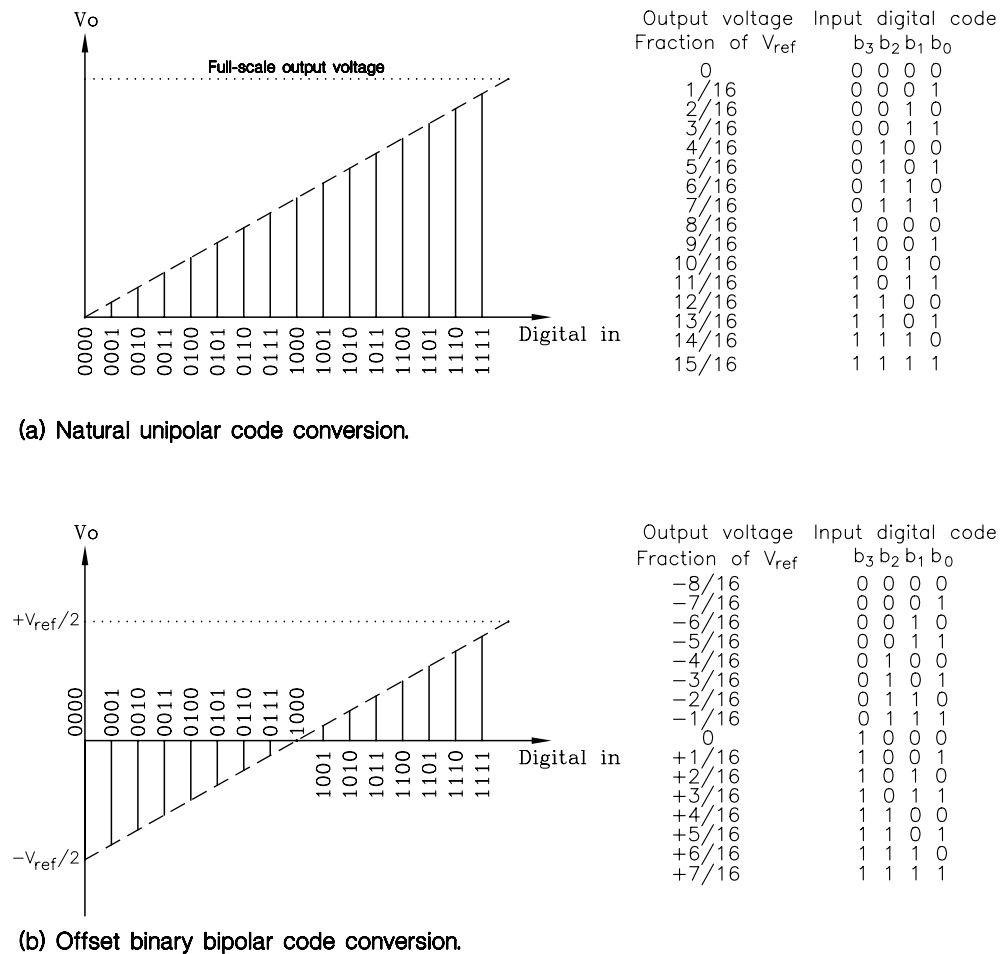 Vo
Full-scale output voltage
Digital in
0000 0001 0010 0011 0100 0101 0110 0111 1000 1001 1010 1011 1100 1101 1110 1111
Output voltage Input digital code
Fraction of Vref b3 b2 b1 b0
0 0 0 0 0
1/16 0 0 0 1
2/16 0 0 1 0
3/16 0 0 1 1
4/16 0 1 0 0
5/16 0 1 0 1
6/16 0 1 1 0
7/16 0 1 1 1
8/16 1 0 0 0
9/16 1 0 0 1
10/16 1 0 1 0
11/16 1 0 1 1
12/16 1 1 0 0
13/16 1 1 0 1
14/16 1 1 1 0
15/16 1 1 1 1
(a) Natural unipolar code conversion.
Vo
+Vref/2
0000 0001 0010 0011 0100 0101 0110 0111 1000
Digital in
1001 1010 1011 1100 1101 1110 1111
-Vref/2
Output voltage Input digital code
Fraction of Vref b3 b2 b1 b0
-8/16 0 0 0 0
-7/16 0 0 0 1
-6/16 0 0 1 0
-5/16 0 0 1 1
-4/16 0 1 0 0
-3/16 0 1 0 1
-2/16 0 1 1 0
-1/16 0 1 1 1
0 1 0 0 0
+1/16 1 0 0 1
+2/16 1 0 1 0
+3/16 1 0 1 1
+4/16 1 1 0 0
+5/16 1 1 0 1
+6/16 1 1 1 0
+7/16 1 1 1 1
(b) Offset binary bipolar code conversion.